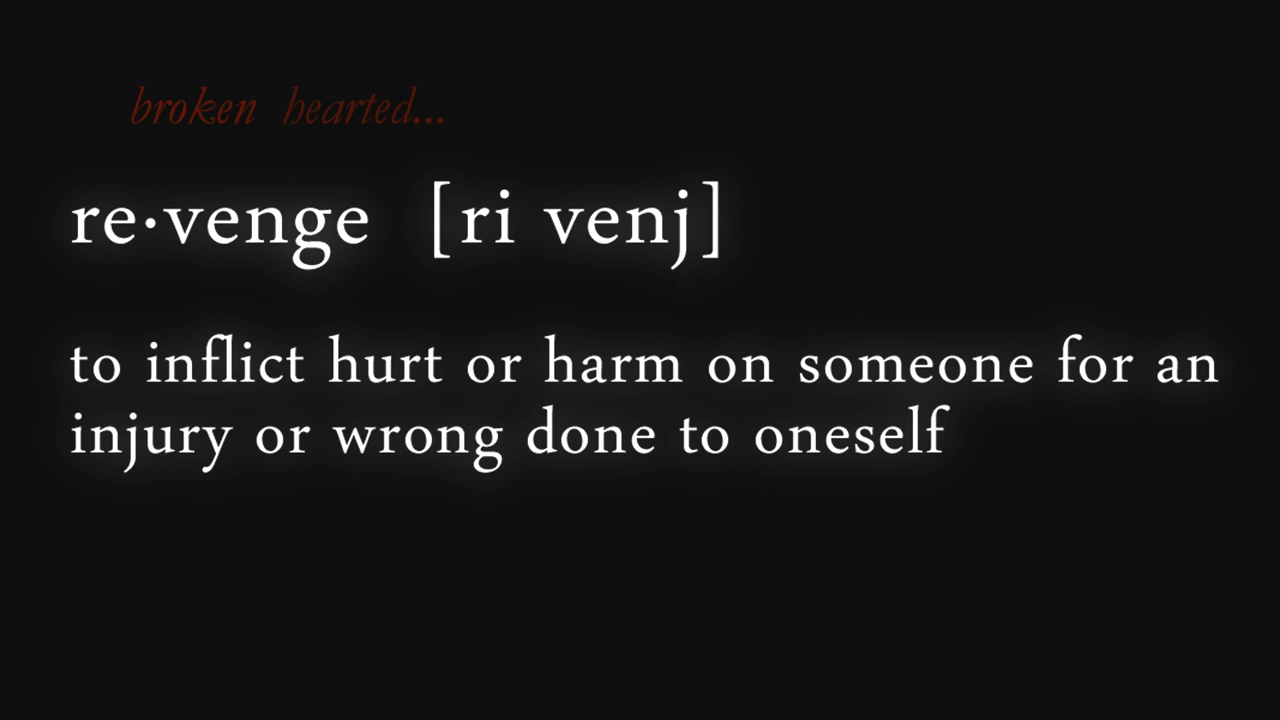 broken hearted...
re·venge [ri venj]
to inflict hurt or harm on someone for an
injury or wrong done to oneself